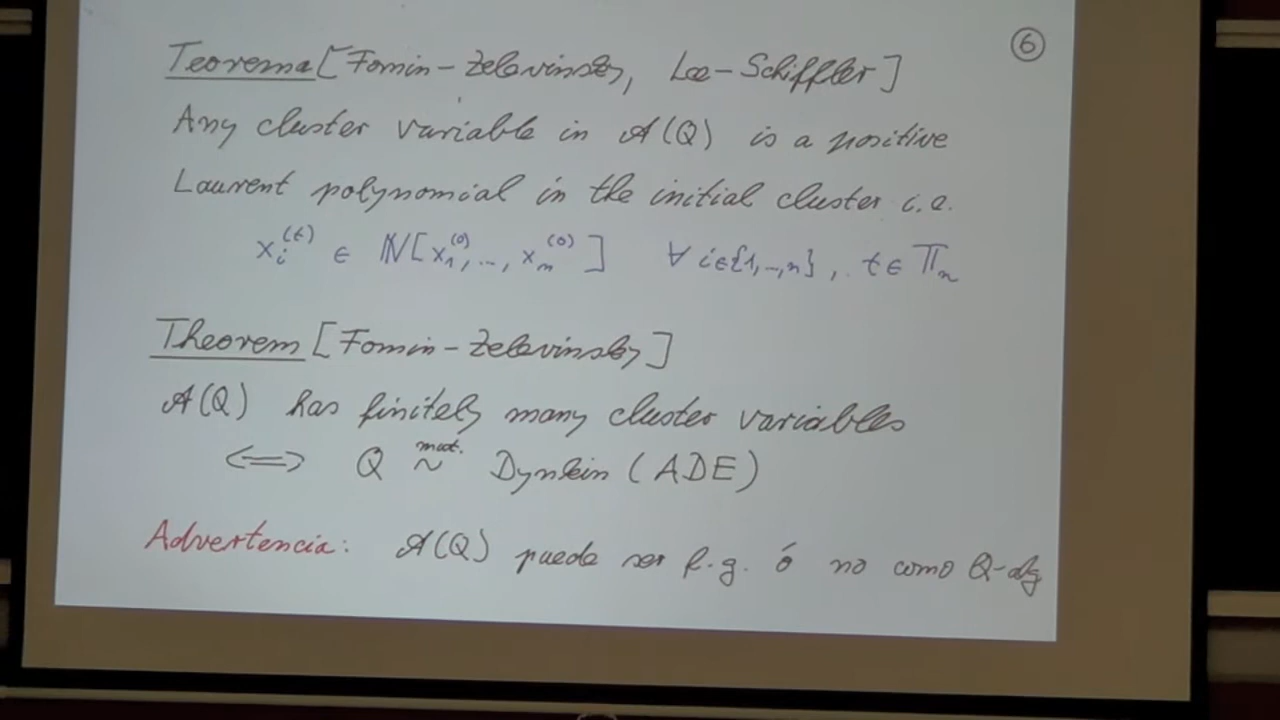 ⑥
Teorema [Fomin-Zelevinsky, Lee-Schiffler]
Any cluster variable in 𝒜(Q) is a positive
Laurent polynomial in the initial cluster i.e.
x_i^(t) ∈ ℕ[x_1^(0), ..., x_m^(0)] ∀ i∈{1,..,n}, t ∈ 𝕋_n
Theorem [Fomin-Zelevinsky]
𝒜(Q) has finitely many cluster variables
⟺ Q ~^mut. Dynkin (ADE)
Advertencia: 𝒜(Q) puede ser f.g. ó no como Q-alg